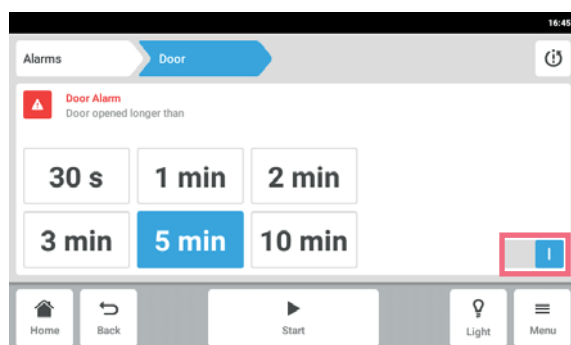 16:45
Alarms Door
Door Alarm
Door opened longer than
30 s 1 min 2 min
3 min 5 min 10 min
I
Home Back Start Light Menu